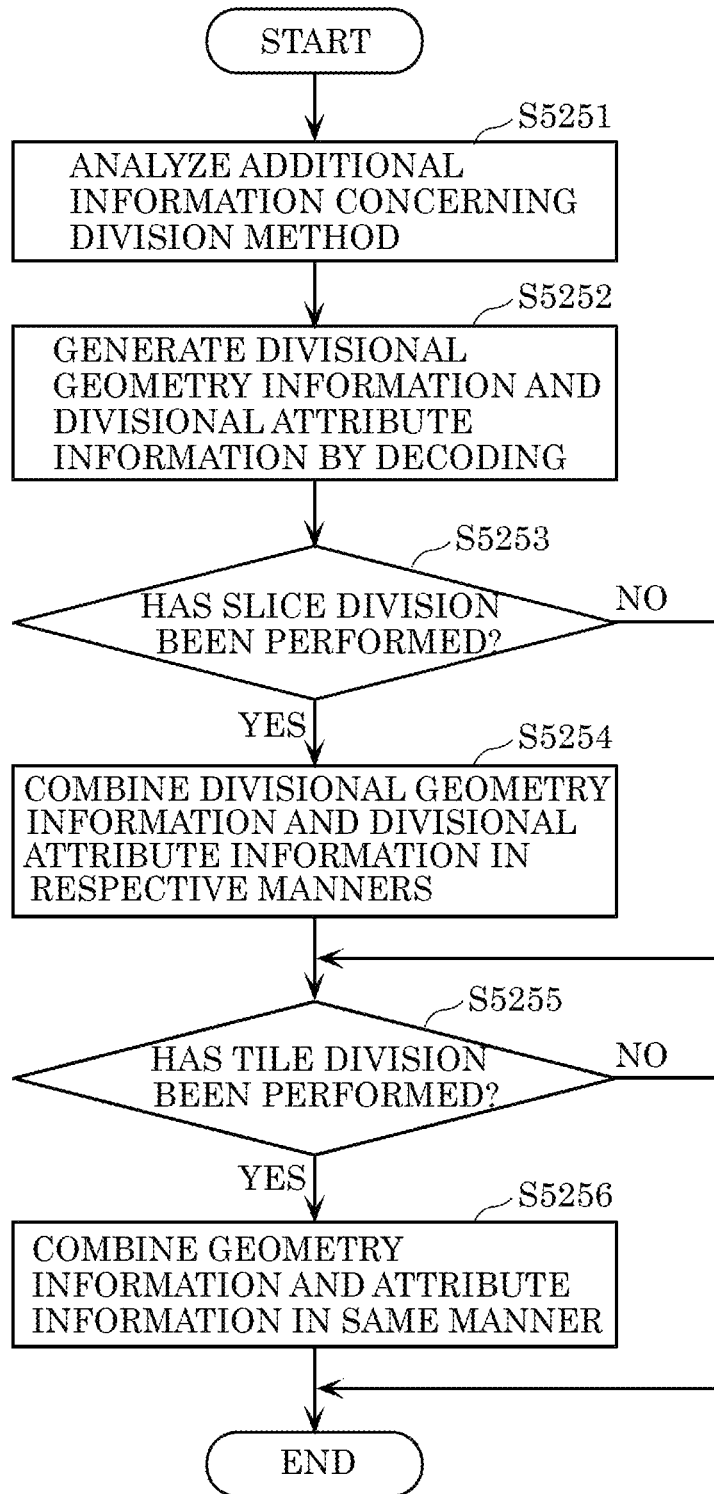 START
S5251
ANALYZE ADDITIONAL
INFORMATION CONCERNING
DIVISION METHOD
S5252
GENERATE DIVISIONAL
GEOMETRY INFORMATION AND
DIVISIONAL ATTRIBUTE
INFORMATION BY DECODING
S5253
HAS SLICE DIVISION
BEEN PERFORMED?
NO
YES
S5254
COMBINE DIVISIONAL GEOMETRY
INFORMATION AND DIVISIONAL
ATTRIBUTE INFORMATION IN
RESPECTIVE MANNERS
S5255
HAS TILE DIVISION
BEEN PERFORMED?
NO
YES
S5256
COMBINE GEOMETRY
INFORMATION AND ATTRIBUTE
INFORMATION IN SAME MANNER
END